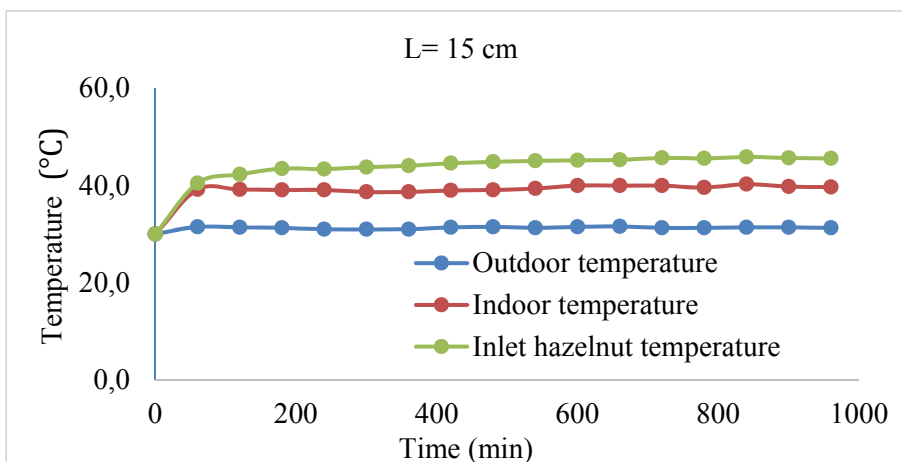 L= 15 cm
Temperature (°C)
60,0
40,0
20,0
0,0
Outdoor temperature
Indoor temperature
Inlet hazelnut temperature
0
200
400
600
800
1000
Time (min)